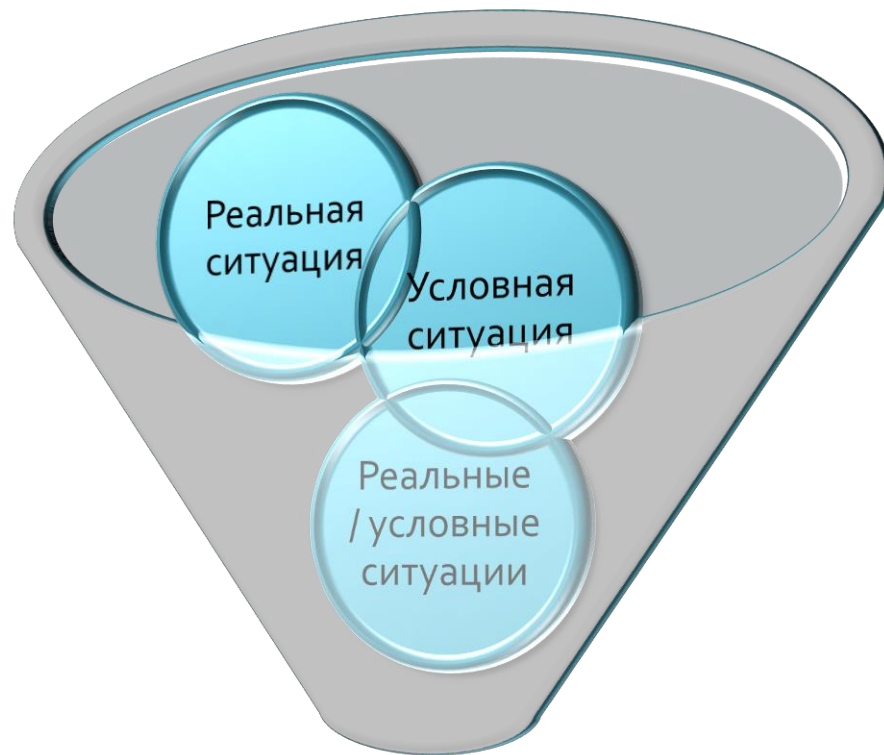 Реальная
ситуация
Условная
ситуация
Реальные
/ условные
ситуации